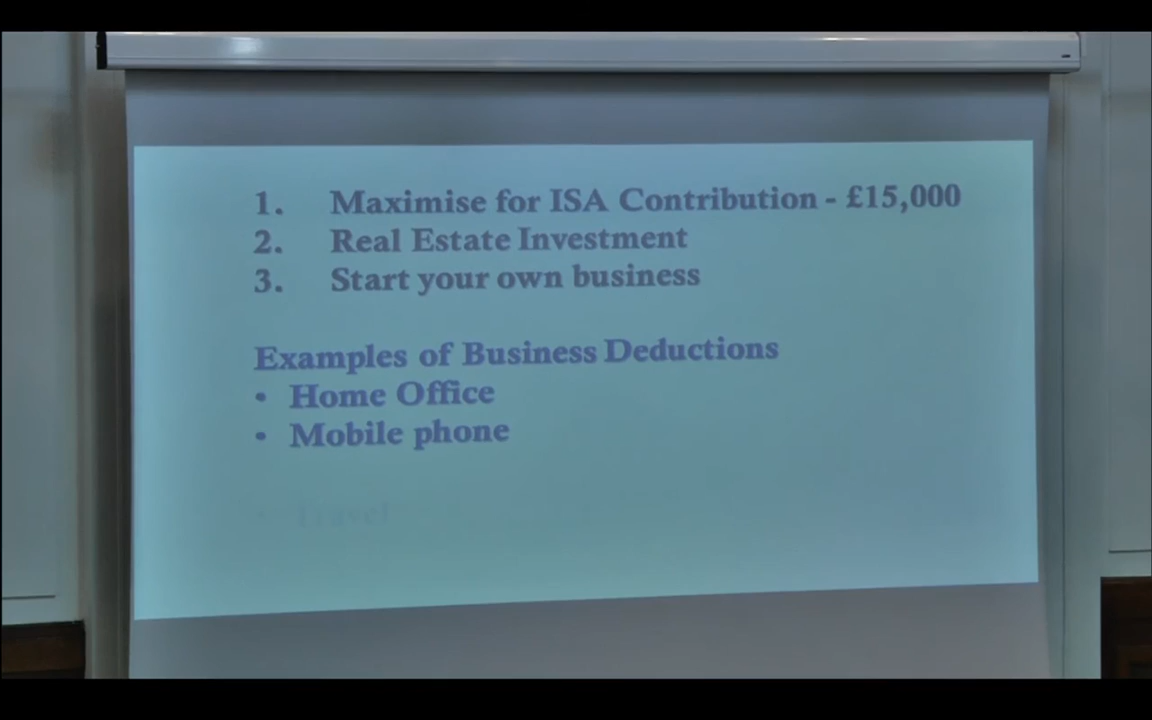 1. Maximise for ISA Contribution - £15,000
2. Real Estate Investment
3. Start your own business
Examples of Business Deductions
• Home Office
• Mobile phone
• Travel